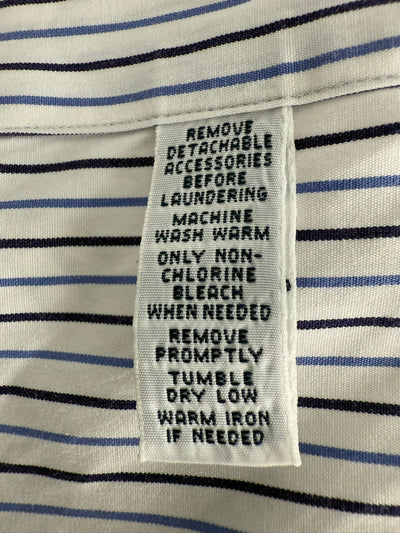 REMOVE
DETACHABLE
ACCESSORIES
BEFORE
LAUNDERING
MACHINE
WASH WARM
ONLY NON-
CHLORINE
BLEACH
WHEN NEEDED
REMOVE
PROMPTLY
TUMBLE
DRY LOW
WARM IRON
IF NEEDED